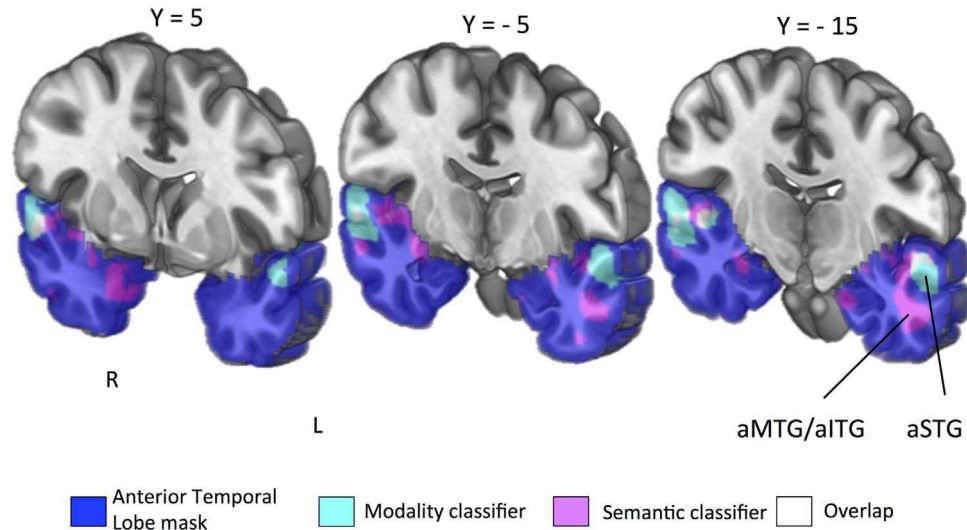 Y = 5
Y = - 5
Y = - 15
R
L
aMTG/aITG
aSTG
Anterior Temporal
Lobe mask
Modality classifier
Semantic classifier
Overlap